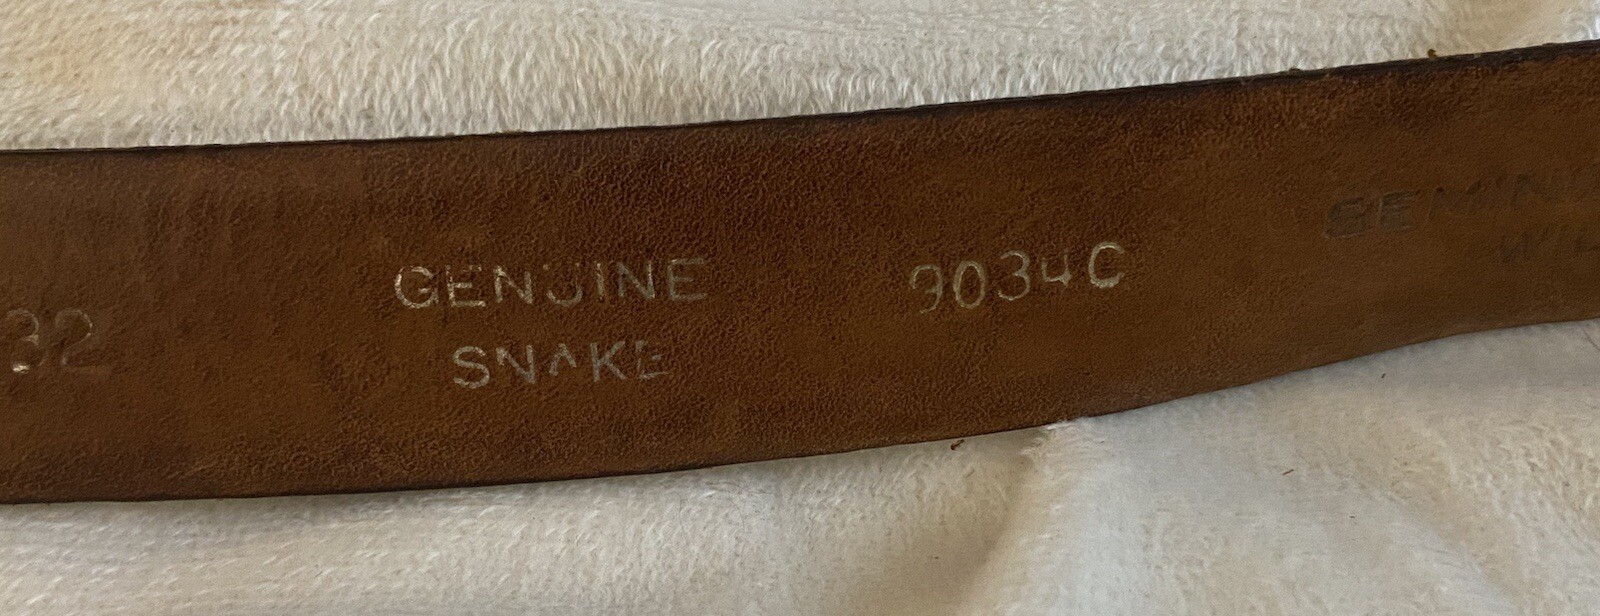 32
GENUINE
SNAKE
9034C